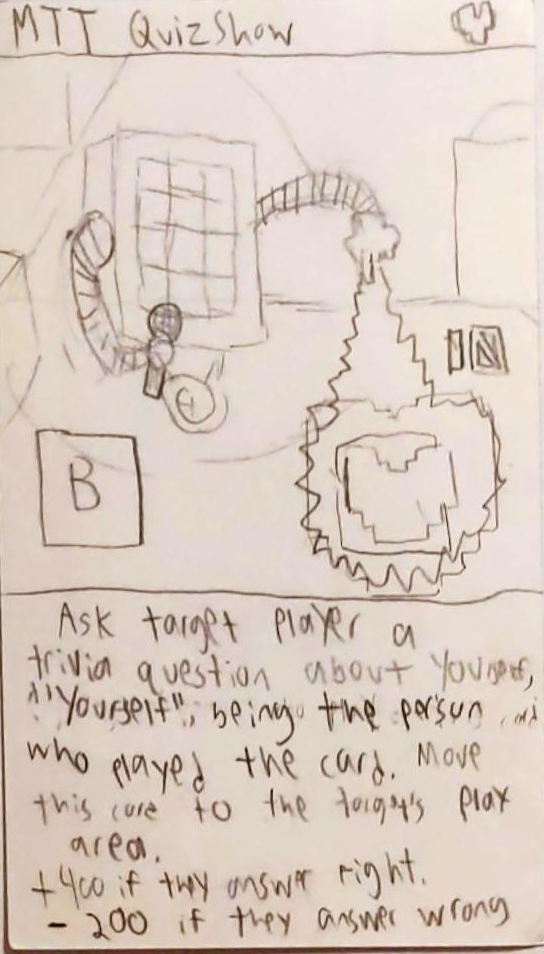 MTT QuizShow
B
Ask target player a
trivia question about yourself,
"yourself", being the person
who played the card. Move
this card to the target's play
area.
+400 if they answer right.
- 200 if they answer wrong